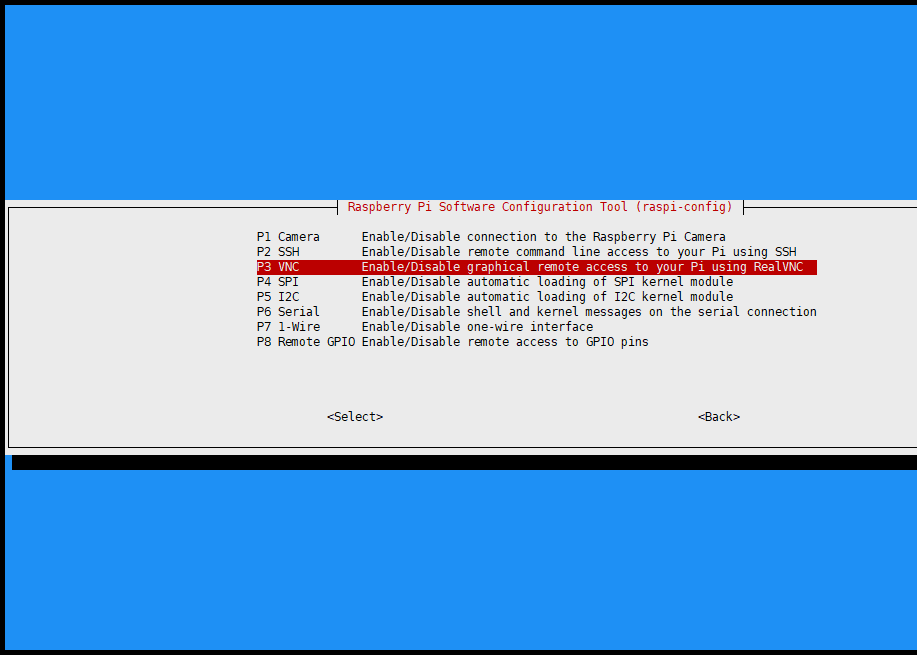 Raspberry Pi Software Configuration Tool (raspi-config)
P1 Camera Enable/Disable connection to the Raspberry Pi Camera
P2 SSH Enable/Disable remote command line access to your Pi using SSH
P3 VNC Enable/Disable graphical remote access to your Pi using RealVNC
P4 SPI Enable/Disable automatic loading of SPI kernel module
P5 I2C Enable/Disable automatic loading of I2C kernel module
P6 Serial Enable/Disable shell and kernel messages on the serial connection
P7 1-Wire Enable/Disable one-wire interface
P8 Remote GPIO Enable/Disable remote access to GPIO pins
<Select> <Back>